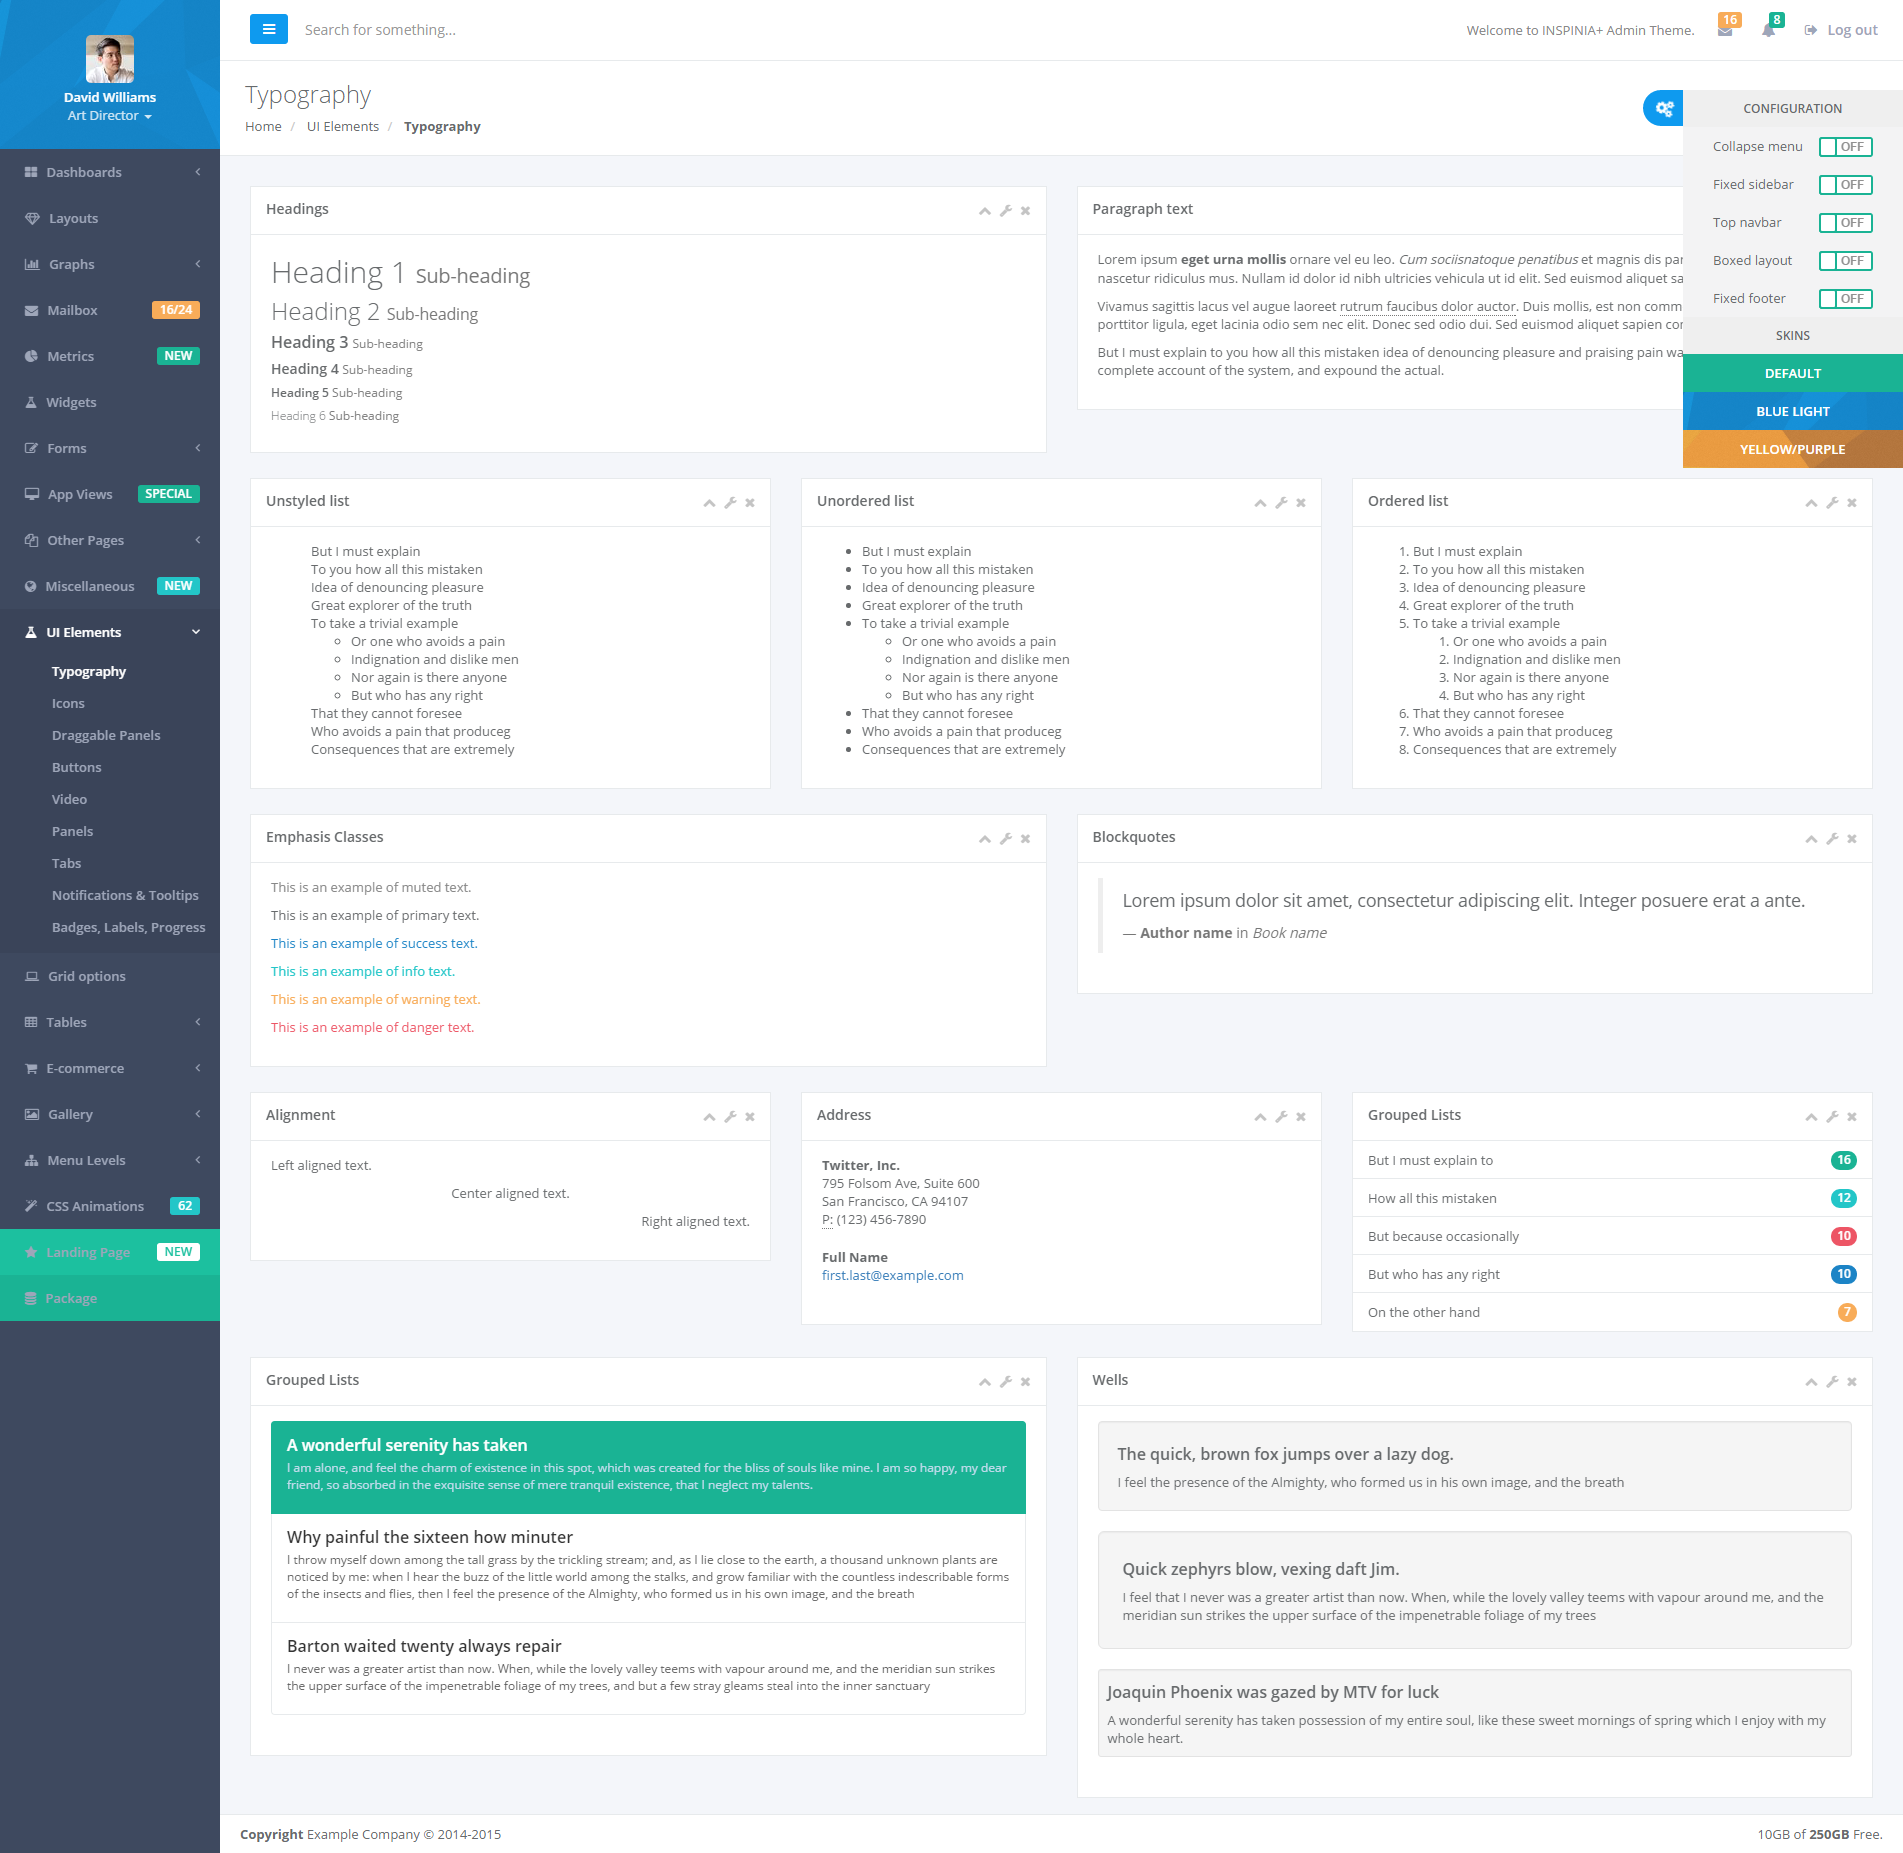 David Williams
Art Director
Dashboards
Layouts
Graphs
Mailbox 16/24
Metrics NEW
Widgets
Forms
App Views SPECIAL
Other Pages
Miscellaneous NEW
UI Elements
Typography
Icons
Draggable Panels
Buttons
Video
Panels
Tabs
Notifications & Tooltips
Badges, Labels, Progress
Grid options
Tables
E-commerce
Gallery
Menu Levels
CSS Animations 62
Landing Page NEW
Package
Search for something...
Welcome to INSPINIA+ Admin Theme. 16 8 Log out
Typography
Home / UI Elements / Typography
CONFIGURATION
Collapse menu OFF
Fixed sidebar OFF
Top navbar OFF
Boxed layout OFF
Fixed footer OFF
SKINS
DEFAULT
BLUE LIGHT
YELLOW/PURPLE
Headings
Heading 1 Sub-heading
Heading 2 Sub-heading
Heading 3 Sub-heading
Heading 4 Sub-heading
Heading 5 Sub-heading
Heading 6 Sub-heading
Paragraph text
Lorem ipsum eget urna mollis ornare vel eu leo. Cum sociisnatoque penatibus et magnis dis par
nascetur ridiculus mus. Nullam id dolor id nibh ultricies vehicula ut id elit. Sed euismod aliquet sa
Vivamus sagittis lacus vel augue laoreet rutrum faucibus dolor auctor. Duis mollis, est non comm
porttitor ligula, eget lacinia odio sem nec elit. Donec sed odio dui. Sed euismod aliquet sapien cor
But I must explain to you how all this mistaken idea of denouncing pleasure and praising pain wa
complete account of the system, and expound the actual.
Unstyled list
But I must explain
To you how all this mistaken
Idea of denouncing pleasure
Great explorer of the truth
To take a trivial example
Or one who avoids a pain
Indignation and dislike men
Nor again is there anyone
But who has any right
That they cannot foresee
Who avoids a pain that produceg
Consequences that are extremely
Unordered list
But I must explain
To you how all this mistaken
Idea of denouncing pleasure
Great explorer of the truth
To take a trivial example
Or one who avoids a pain
Indignation and dislike men
Nor again is there anyone
But who has any right
That they cannot foresee
Who avoids a pain that produceg
Consequences that are extremely
Ordered list
1. But I must explain
2. To you how all this mistaken
3. Idea of denouncing pleasure
4. Great explorer of the truth
5. To take a trivial example
1. Or one who avoids a pain
2. Indignation and dislike men
3. Nor again is there anyone
4. But who has any right
6. That they cannot foresee
7. Who avoids a pain that produceg
8. Consequences that are extremely
Emphasis Classes
This is an example of muted text.
This is an example of primary text.
This is an example of success text.
This is an example of info text.
This is an example of warning text.
This is an example of danger text.
Blockquotes
Lorem ipsum dolor sit amet, consectetur adipiscing elit. Integer posuere erat a ante.
— Author name in Book name
Alignment
Left aligned text.
Center aligned text.
Right aligned text.
Address
Twitter, Inc.
795 Folsom Ave, Suite 600
San Francisco, CA 94107
P: (123) 456-7890
Full Name
first.last@example.com
Grouped Lists
But I must explain to 16
How all this mistaken 12
But because occasionally 10
But who has any right 10
On the other hand 7
Grouped Lists
A wonderful serenity has taken
I am alone, and feel the charm of existence in this spot, which was created for the bliss of souls like mine. I am so happy, my dear
friend, so absorbed in the exquisite sense of mere tranquil existence, that I neglect my talents.
Why painful the sixteen how minuter
I throw myself down among the tall grass by the trickling stream; and, as I lie close to the earth, a thousand unknown plants are
noticed by me: when I hear the buzz of the little world among the stalks, and grow familiar with the countless indescribable forms
of the insects and flies, then I feel the presence of the Almighty, who formed us in his own image, and the breath
Barton waited twenty always repair
I never was a greater artist than now. When, while the lovely valley teems with vapour around me, and the meridian sun strikes
the upper surface of the impenetrable foliage of my trees, and but a few stray gleams steal into the inner sanctuary
Wells
The quick, brown fox jumps over a lazy dog.
I feel the presence of the Almighty, who formed us in his own image, and the breath
Quick zephyrs blow, vexing daft Jim.
I feel that I never was a greater artist than now. When, while the lovely valley teems with vapour around me, and the
meridian sun strikes the upper surface of the impenetrable foliage of my trees
Joaquin Phoenix was gazed by MTV for luck
A wonderful serenity has taken possession of my entire soul, like these sweet mornings of spring which I enjoy with my
whole heart.
Copyright Example Company © 2014-2015
10GB of 250GB Free.